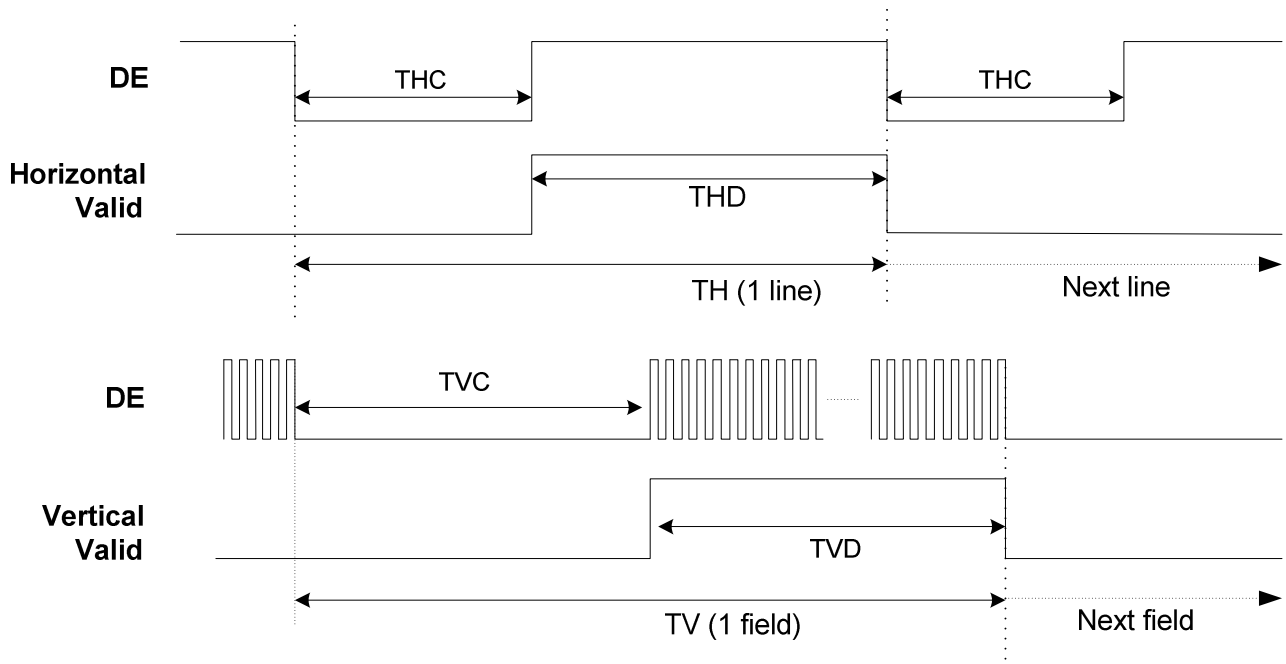 DE
THC
THC
Horizontal
Valid
THD
TH (1 line)
Next line
DE
TVC
Vertical
Valid
TVD
TV (1 field)
Next field